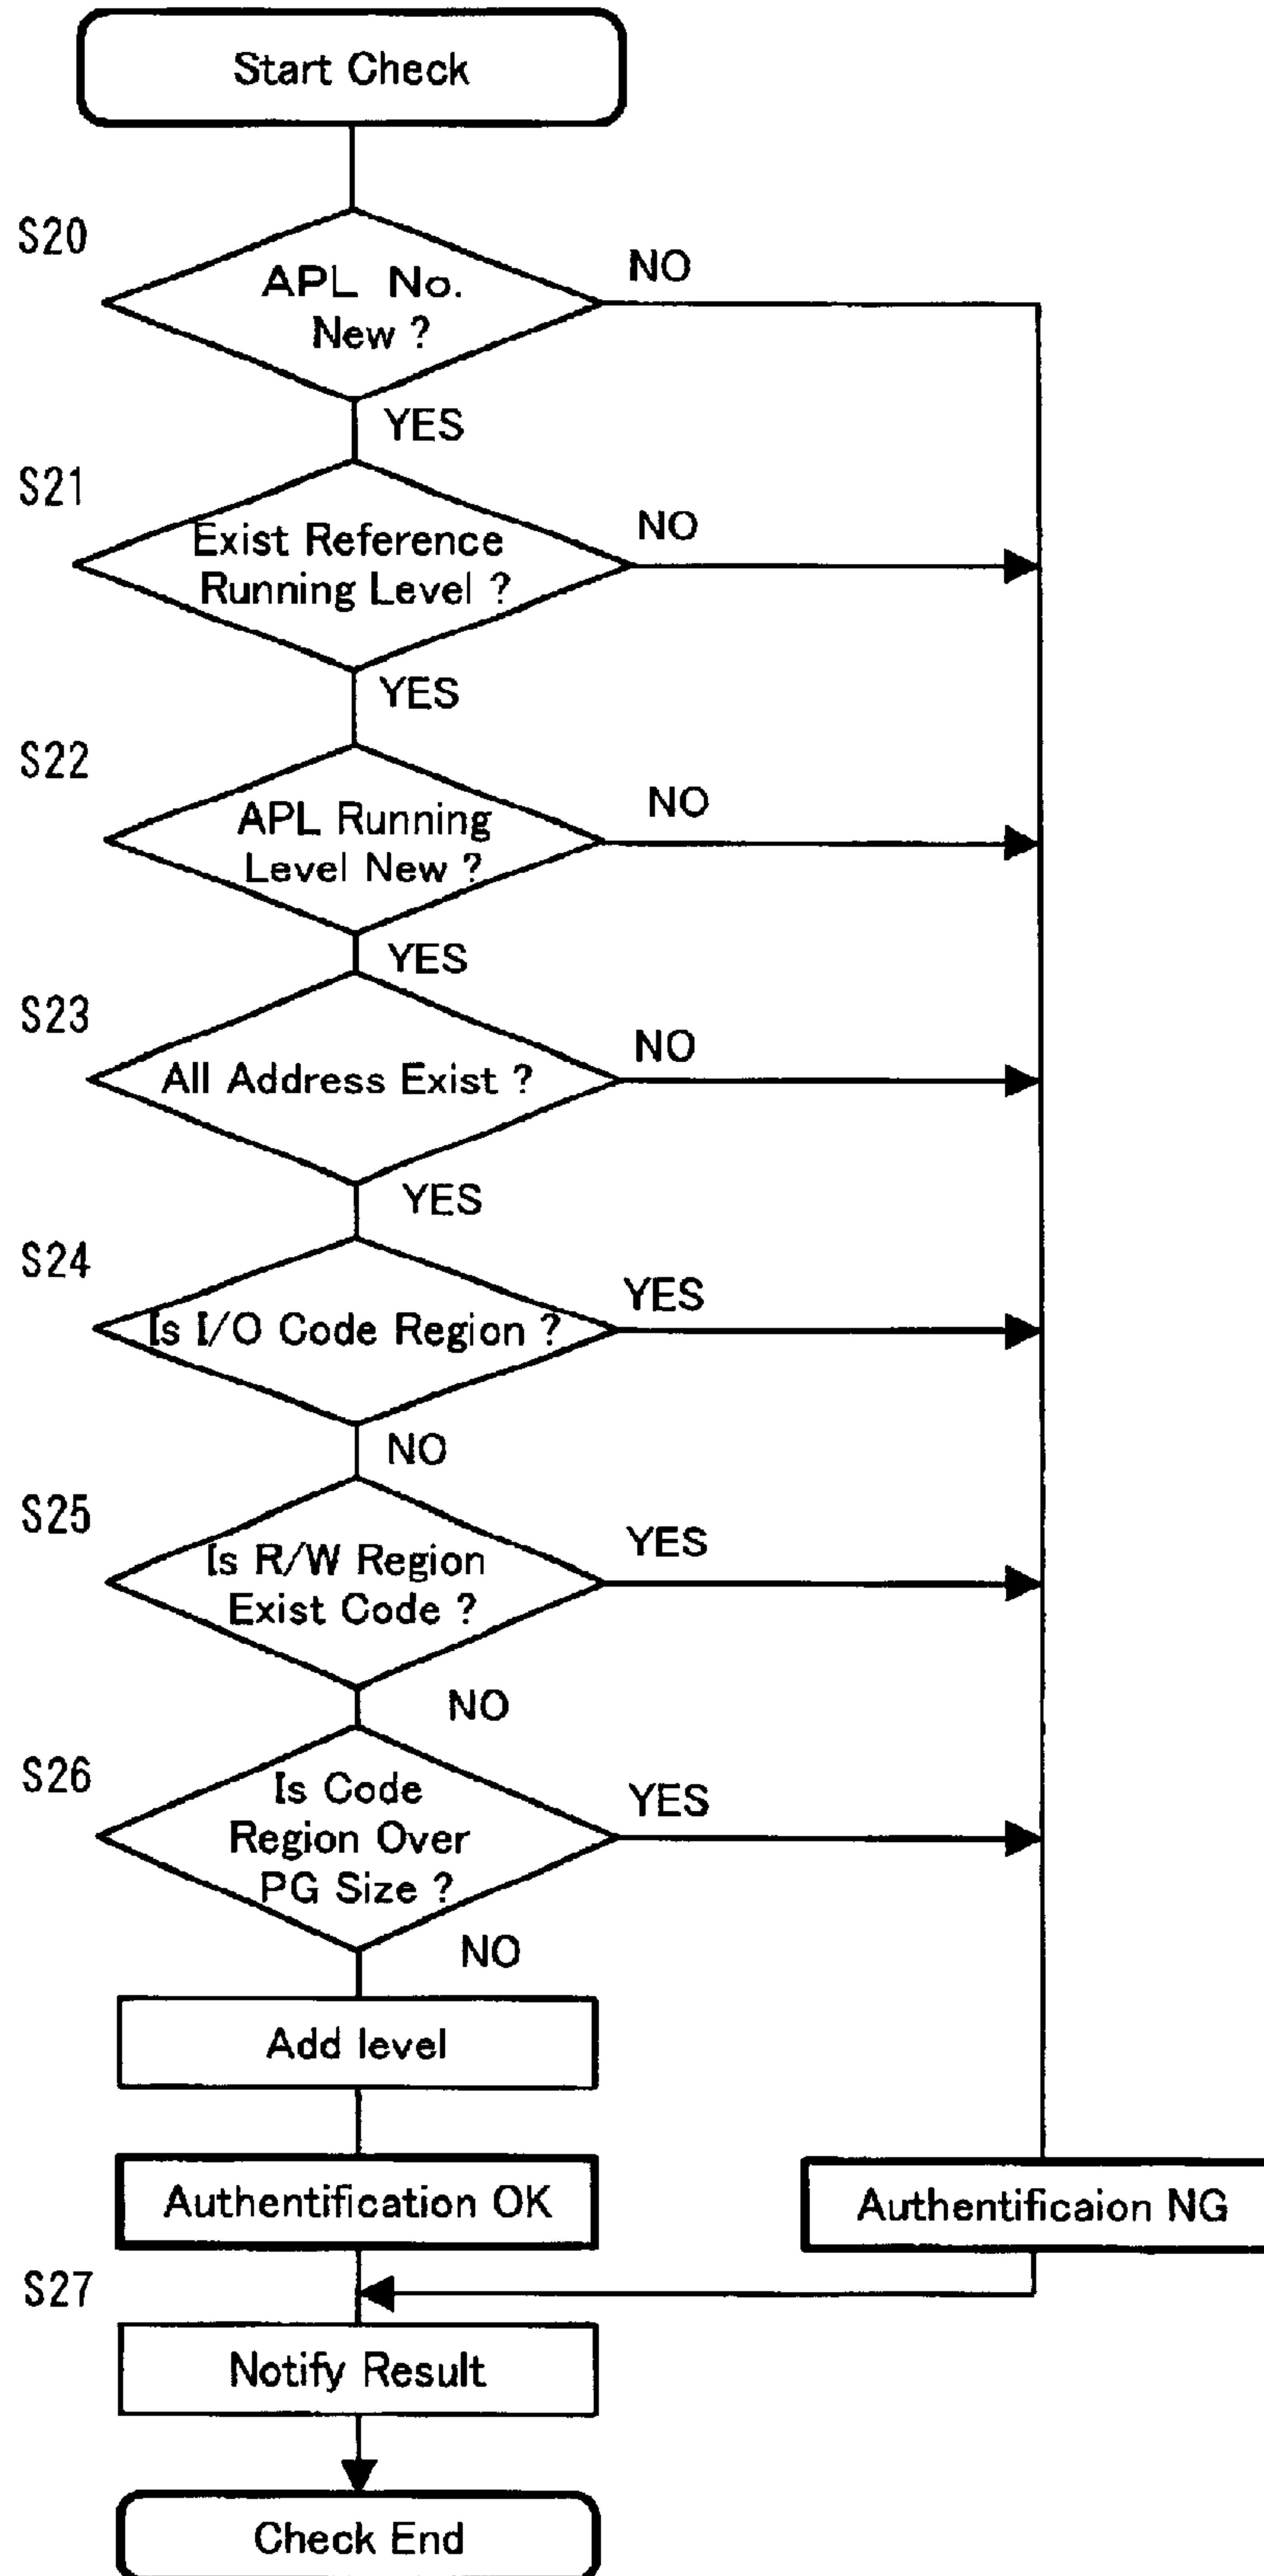 Start Check
S20
APL No.
New ?
NO
YES
S21
Exist Reference
Running Level ?
NO
YES
S22
APL Running
Level New ?
NO
YES
S23
All Address Exist ?
NO
YES
S24
Is I/O Code Region ?
YES
NO
S25
Is R/W Region
Exist Code ?
YES
NO
S26
Is Code
Region Over
PG Size ?
YES
NO
Add level
Authentification OK
Authentificaion NG
S27
Notify Result
Check End